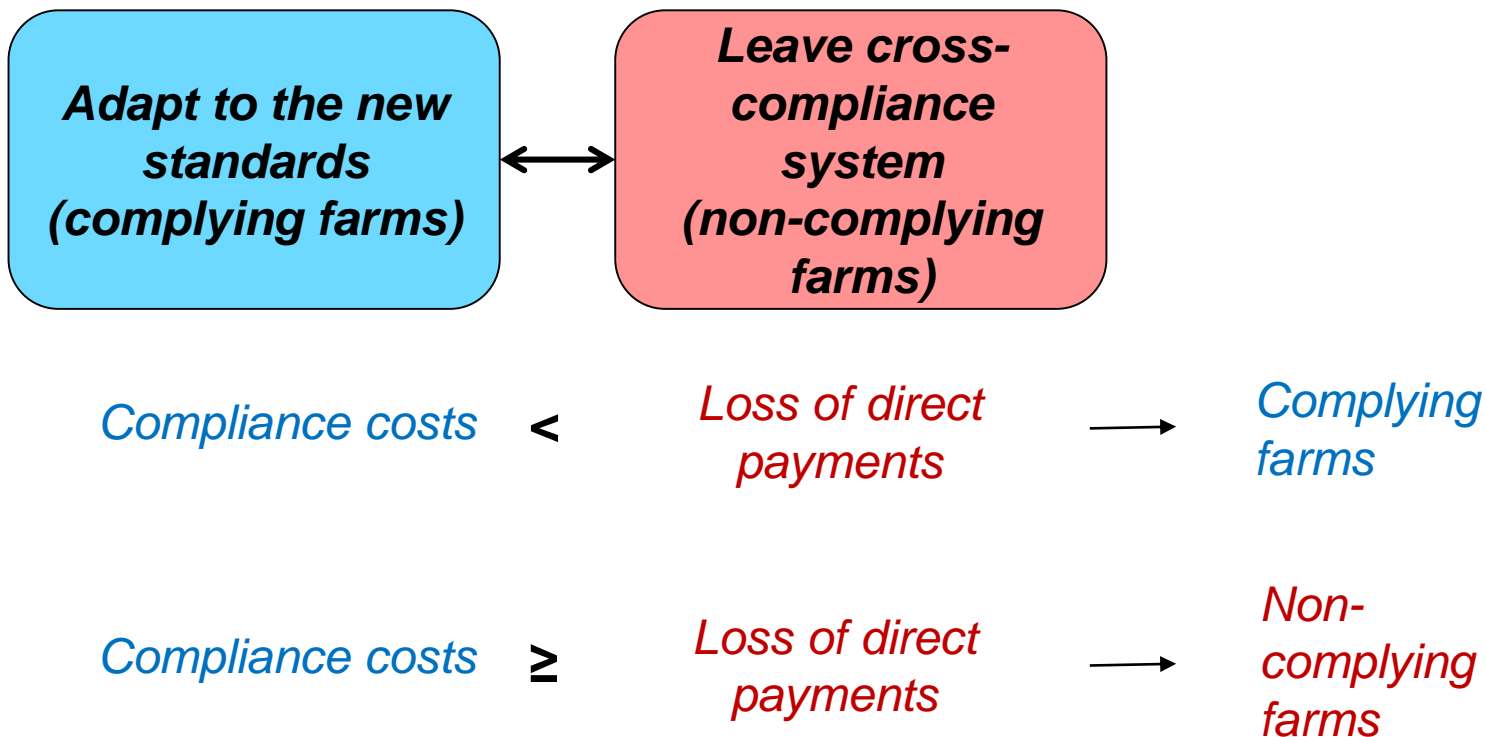 Adapt to the new
standards
(complying farms)
Leave cross-
compliance
system
(non-complying
farms)
Compliance costs < Loss of direct
payments
Complying
farms
Compliance costs ≥ Loss of direct
payments
Non-
complying
farms